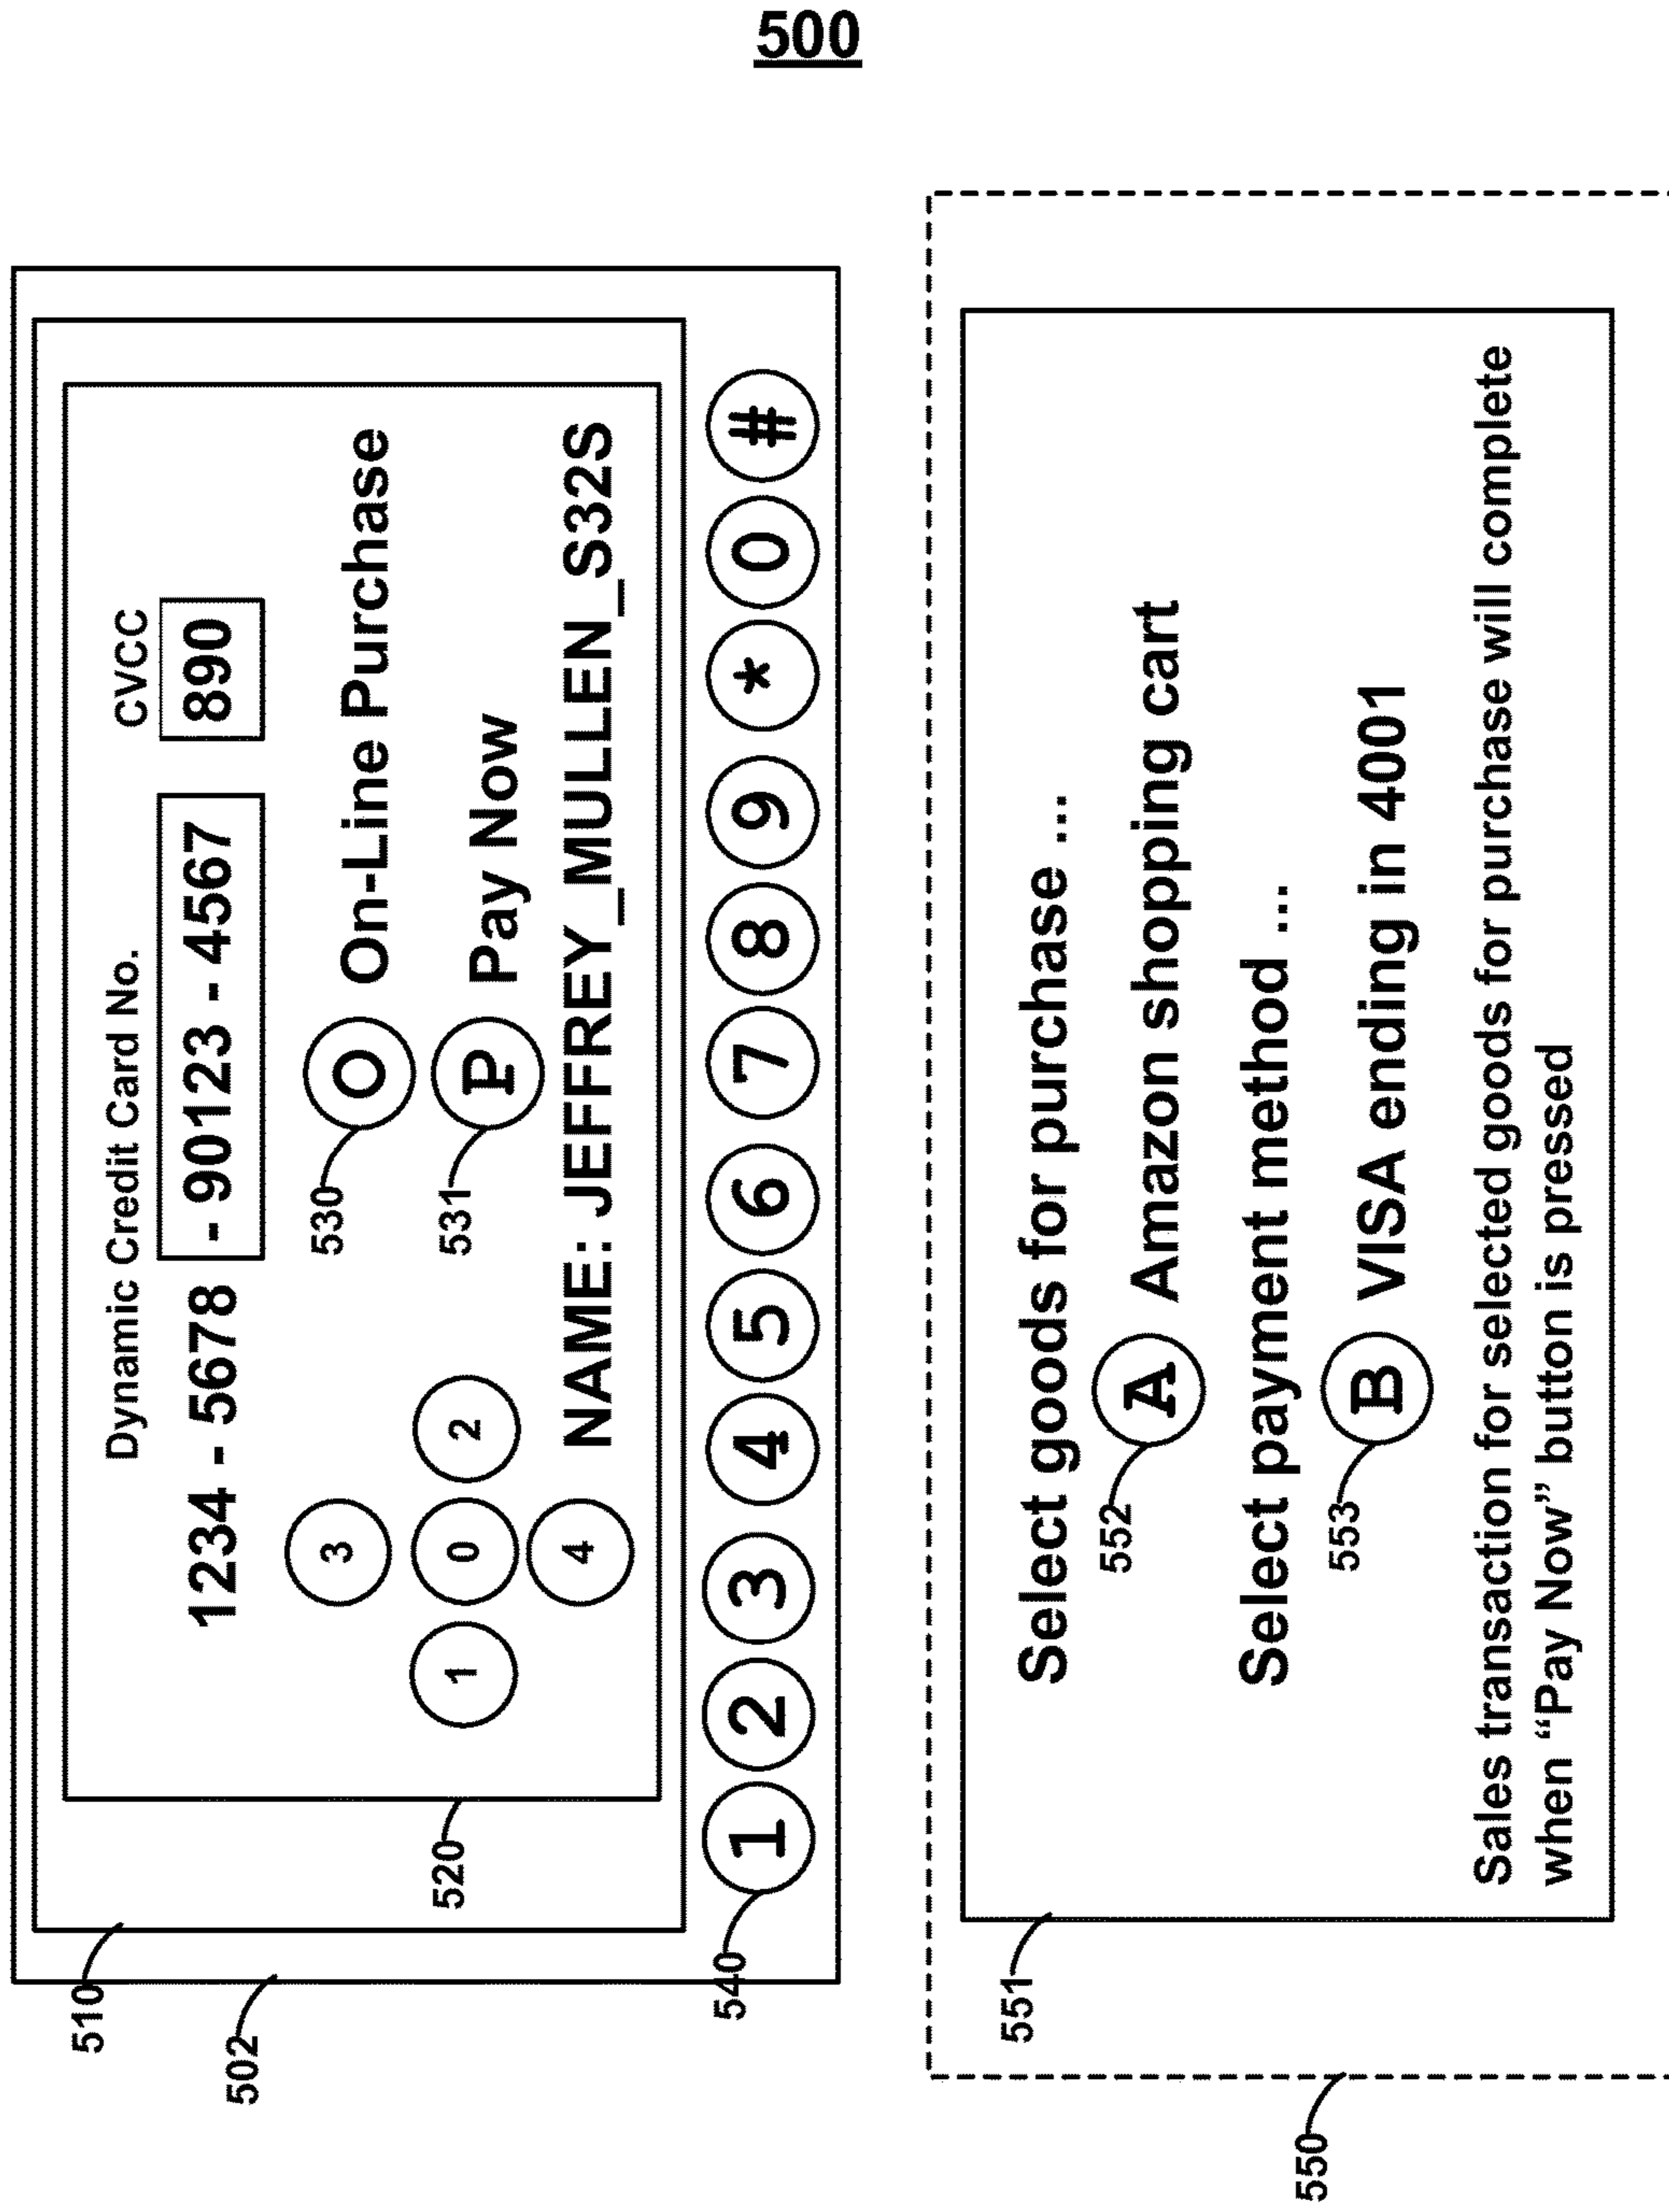 500
Dynamic Credit Card No. CVCC
1234 - 5678 - 90123 - 4567 890
3 530 O On-Line Purchase
1 0 2 531 P Pay Now
4 NAME: JEFFREY_MULLEN_S32S
510
502
520
540
1 2 3 4 5 6 7 8 9 * 0 #
Select goods for purchase ...
552 A Amazon shopping cart
Select payment method ...
553 B VISA ending in 4001
Sales transaction for selected goods for purchase will complete
when “Pay Now” button is pressed
551
550